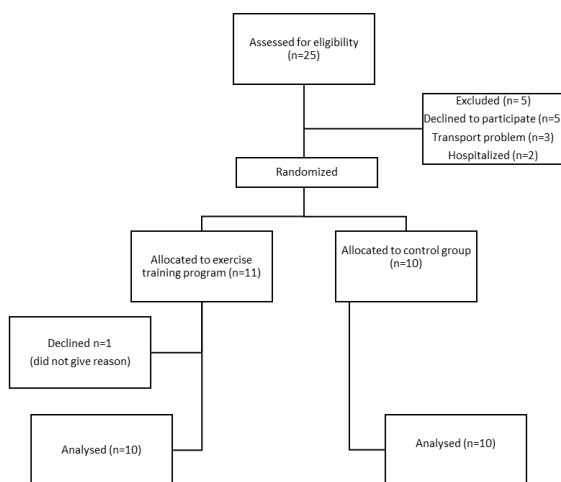 Assessed for eligibility
(n=25)
Excluded (n= 5)
Declined to participate (n=5
Transport problem (n=3)
Hospitalized (n=2)
Randomized
Allocated to exercise
training program (n=11)
Allocated to control group
(n=10)
Declined n=1
(did not give reason)
Analysed (n=10)
Analysed (n=10)